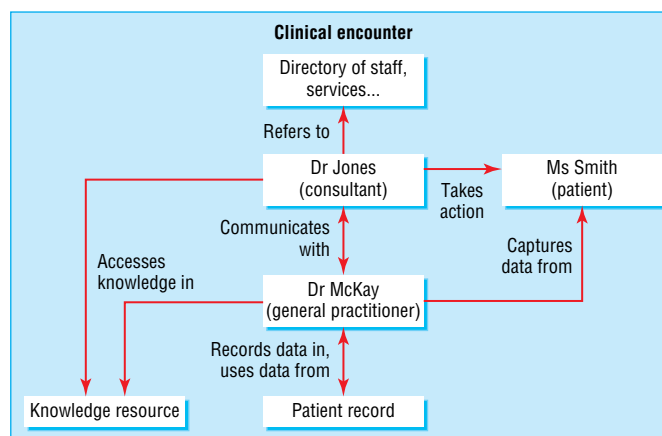 Clinical encounter
Directory of staff,
services...
Refers to
Dr Jones
(consultant)
Ms Smith
(patient)
Takes
action
Communicates
with
Captures
data from
Accesses
knowledge in
Dr McKay
(general practitioner)
Records data in,
uses data from
Knowledge resource
Patient record